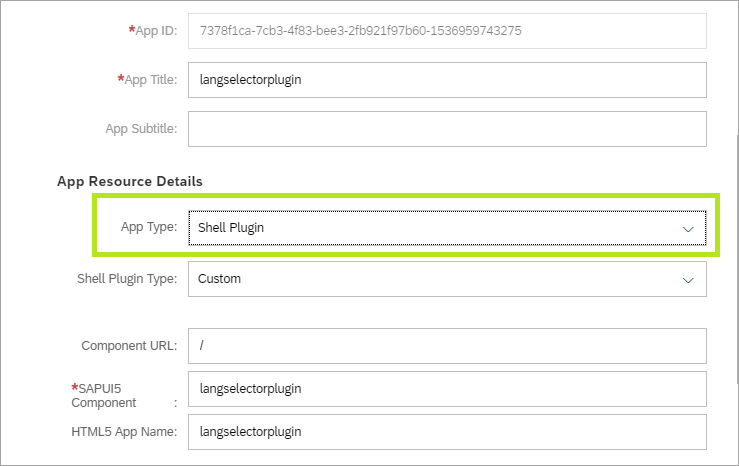 *App ID: 7378f1ca-7cb3-4f83-bee3-2fb921f97b60-1536959743275
*App Title: langselectorplugin
App Subtitle:
App Resource Details
App Type: Shell Plugin
Shell Plugin Type: Custom
Component URL: /
*SAPUI5 Component : langselectorplugin
HTML5 App Name: langselectorplugin